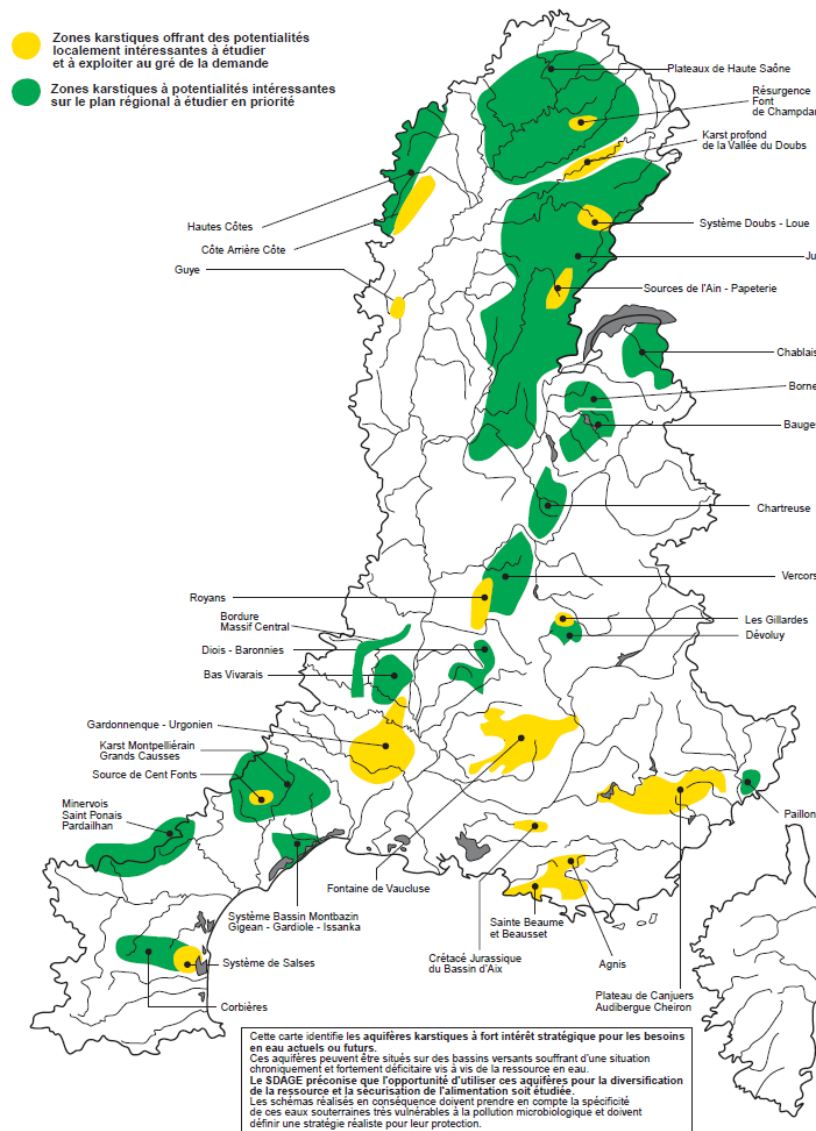 Zones karstiques offrant des potentialités
localement intéressantes à étudier
et à exploiter au gré de la demande
Zones karstiques à potentialités intéressantes
sur le plan régional à étudier en priorité
Plateaux de Haute Saône
Résurgence
Font
de Champdam
Karst profond
de la Vallée du Doubs
Hautes Côtes
Côte Arrière Côte
Système Doubs - Loue
Ju
Guye
Sources de l'Ain - Papeterie
Chablais
Borne
Bauge
Chartreuse
Vercors
Royans
Les Gillardes
Dévoluy
Bordure
Massif Central
Diois - Baronnies
Bas Vivarais
Gardonnenque - Urgonien
Karst Montpelliérain
Grands Causses
Source de Cent Fonts
Minervois
Saint Ponais
Pardailhan
Paillon
Fontaine de Vaucluse
Système Bassin Montbazin
Gigean - Gardiole - Issanka
Sainte Beaume
et Beausset
Crétacé Jurassique
du Bassin d'Aix
Agnis
Système de Salses
Plateau de Canjuers
Audibergue Cheiron
Corbières
Cette carte identifie les aquifères karstiques à fort intérêt stratégique pour les besoins
en eau actuels ou futurs.
Ces aquifères peuvent être situés sur des bassins versants souffrant d'une situation
chroniquement et fortement déficitaire vis à vis de la ressource en eau.
Le SDAGE préconise que l'opportunité d'utiliser ces aquifères pour la diversification
de la ressource et la sécurisation de l'alimentation soit étudiée.
Les schémas réalisés en conséquence doivent prendre en compte la spécificité
de ces eaux souterraines très vulnérables à la pollution microbiologique et doivent
définir une stratégie réaliste pour leur protection.